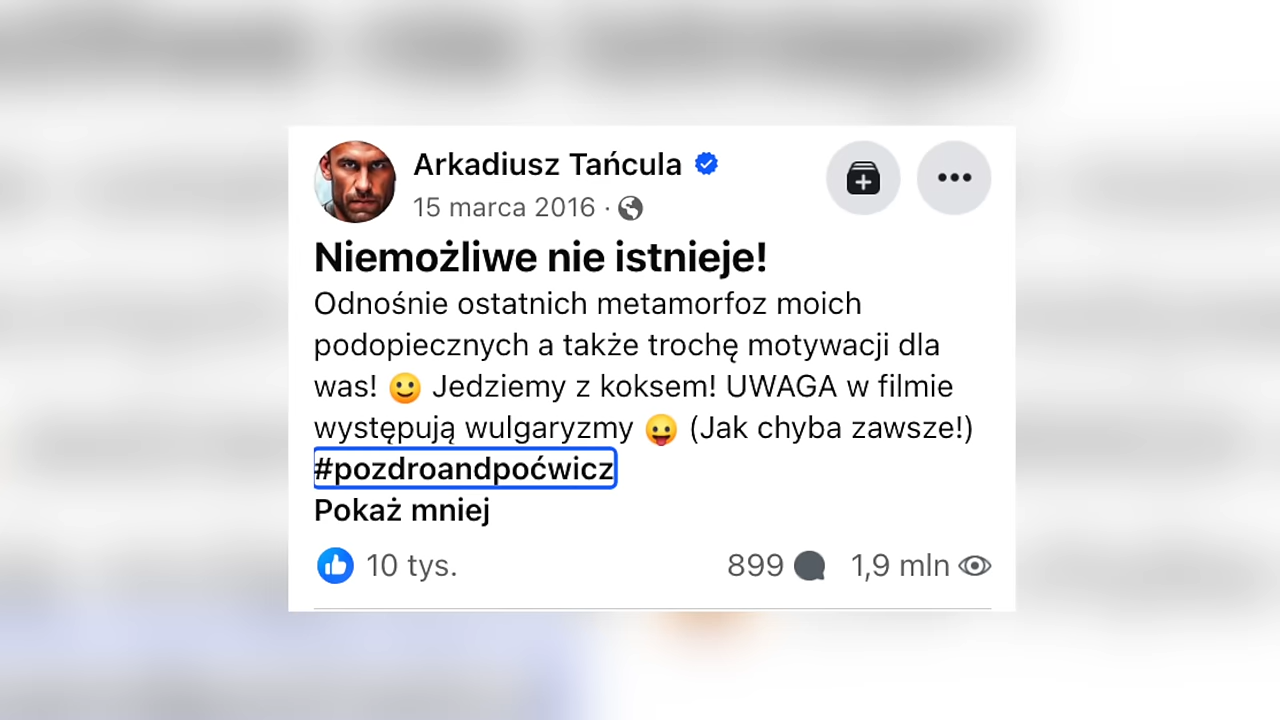 Arkadiusz Tańcula
15 marca 2016 ·
Niemożliwe nie istnieje!
Odnośnie ostatnich metamorfoz moich
podopiecznych a także trochę motywacji dla
was! 🙂 Jedziemy z koksem! UWAGA w filmie
występują wulgaryzmy 😛 (Jak chyba zawsze!)
#pozdroandpoćwicz
Pokaż mniej
10 tys. 899 1,9 mln